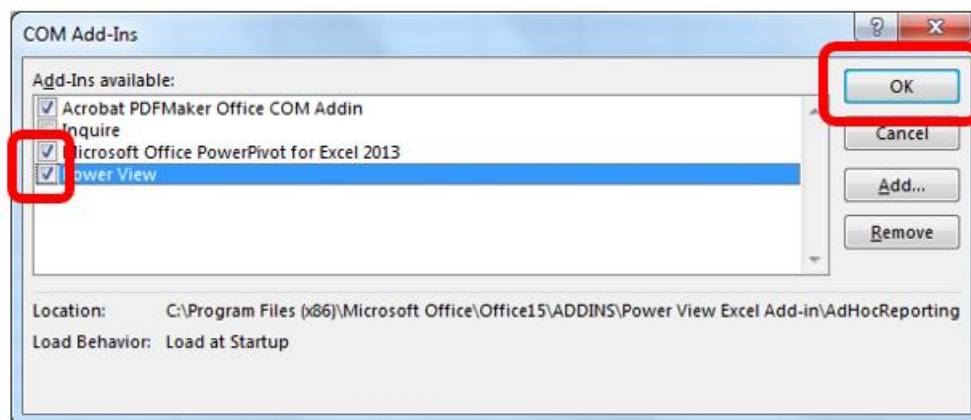 COM Add-Ins
Add-Ins available:
Acrobat PDFMaker Office COM Addin
Inquire
Microsoft Office PowerPivot for Excel 2013
Power View
OK
Cancel
Add...
Remove
Location: C:\Program Files (x86)\Microsoft Office\Office15\ADDINS\Power View Excel Add-in\AdHocReporting
Load Behavior: Load at Startup